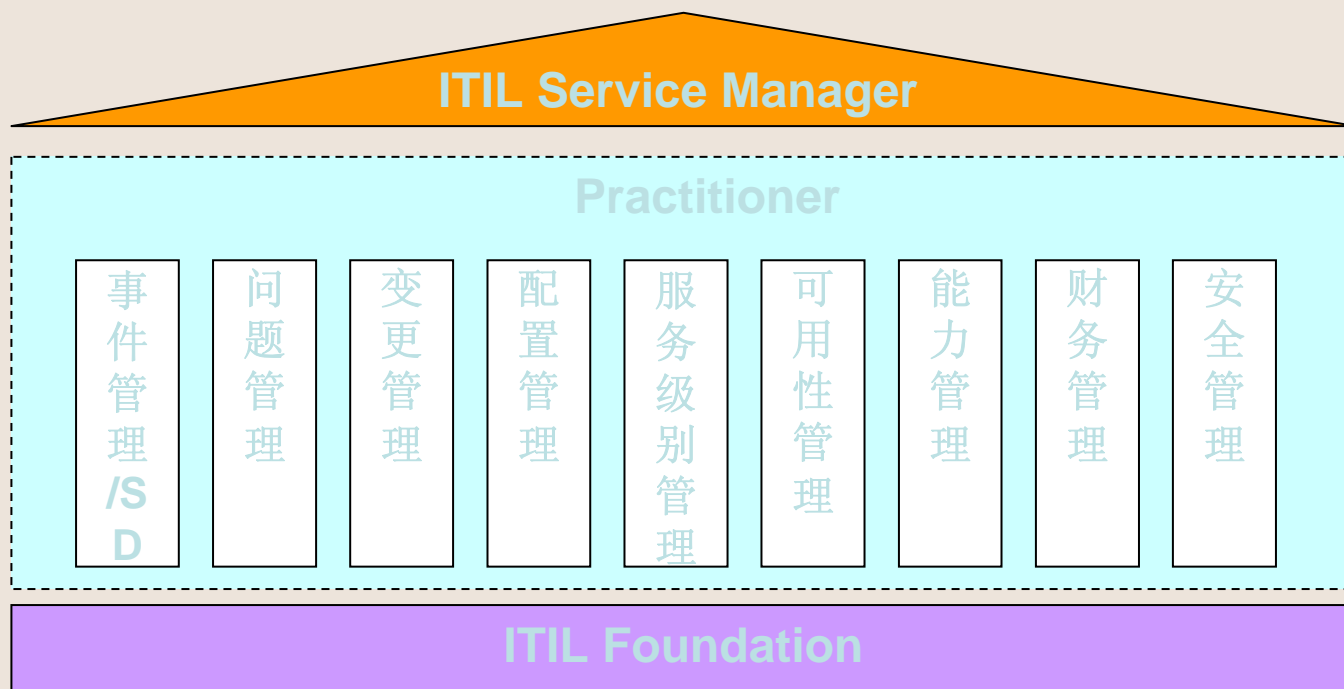 ITIL Service Manager
Practitioner
事件管理/SD
问题管理
变更管理
配置管理
服务级别管理
可用性管理
能力管理
财务管理
安全管理
ITIL Foundation